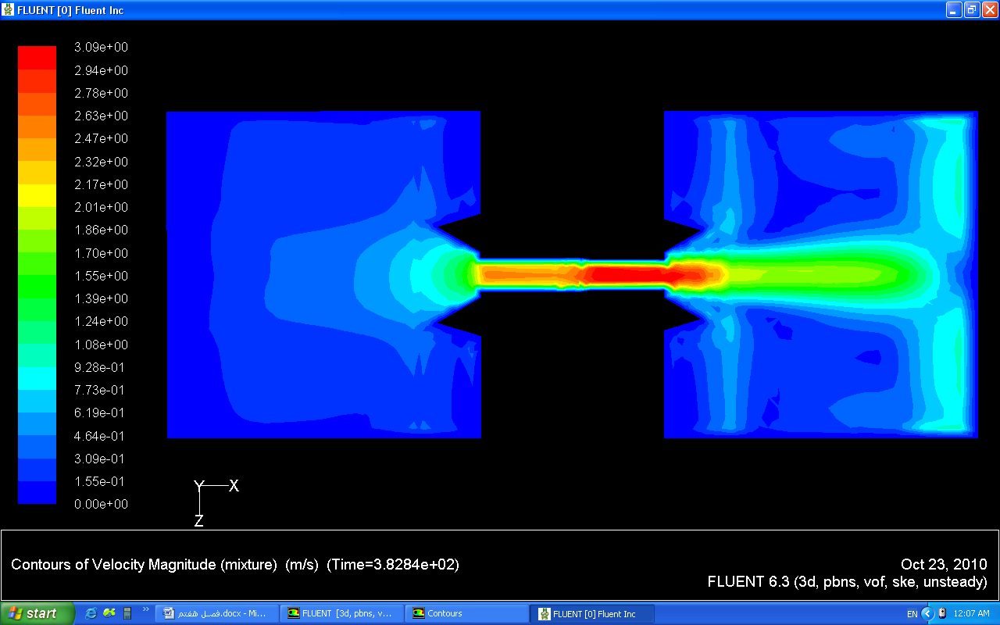 FLUENT [0] Fluent Inc
3.09e+00
2.94e+00
2.78e+00
2.63e+00
2.47e+00
2.32e+00
2.17e+00
2.01e+00
1.86e+00
1.70e+00
1.55e+00
1.39e+00
1.24e+00
1.08e+00
9.28e-01
7.73e-01
6.19e-01
4.64e-01
3.09e-01
1.55e-01
0.00e+00
Y X
Z
Contours of Velocity Magnitude (mixture) (m/s) (Time=3.8284e+02)
Oct 23, 2010
FLUENT 6.3 (3d, pbns, vof, ske, unsteady)
start
فصل هفتم.docx - Mi...
FLUENT [3d, pbns, v...
Contours
FLUENT [0] Fluent Inc
EN
12:07 AM